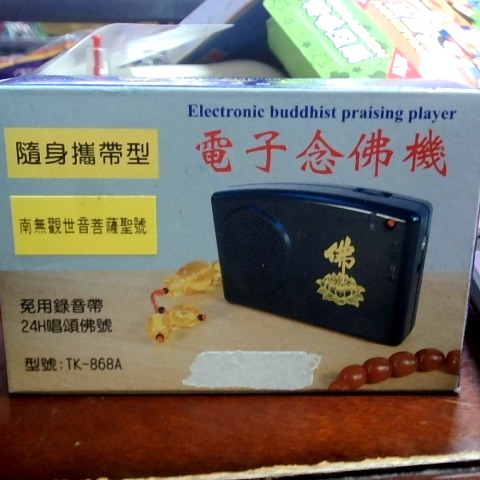 Electronic buddhist praising player
電子念佛機
隨身攜帶型
南無觀世音菩薩聖號
佛
免用錄音帶
24H唱頌佛號
型號:TK-868A